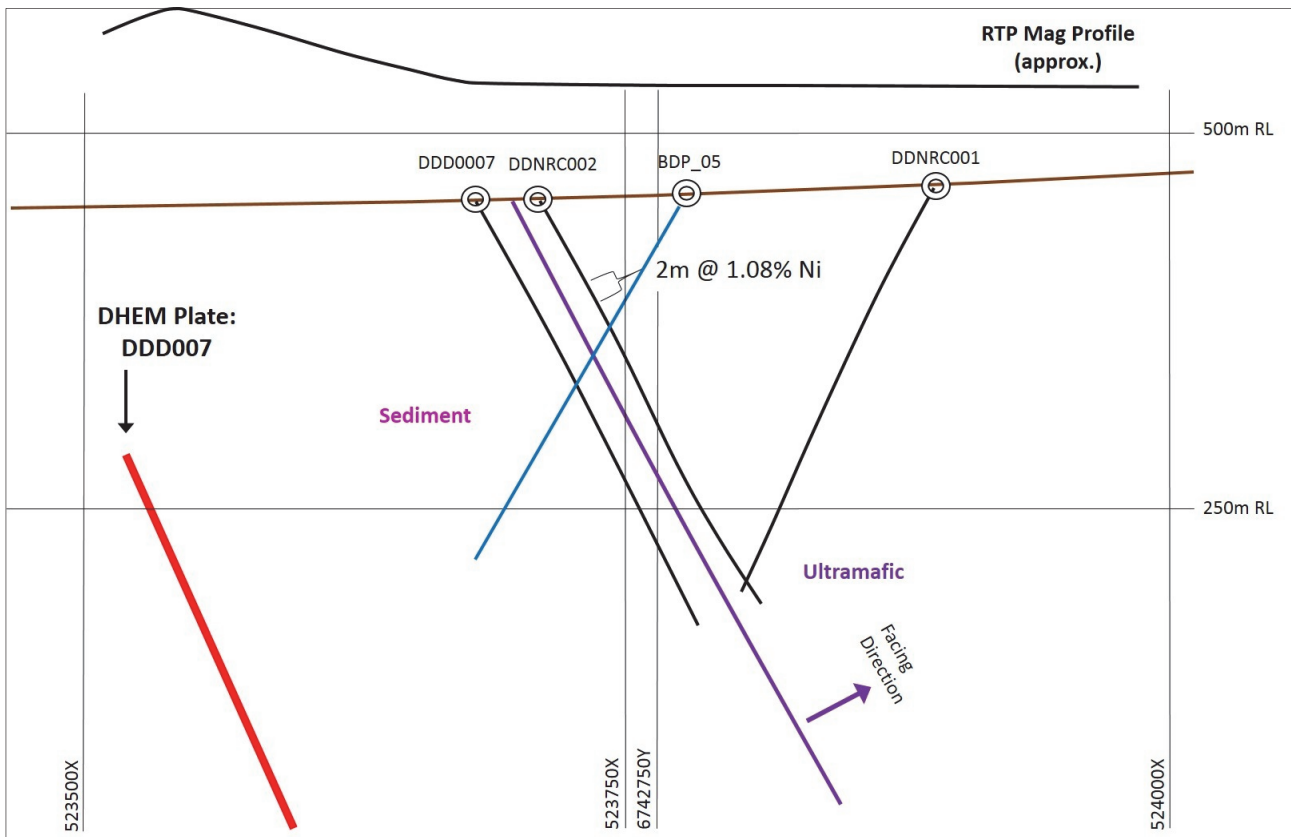 RTP Mag Profile
(approx.)
500m RL
DDD0007
DDNRC002
BDP_05
DDNRC001
2m @ 1.08% Ni
DHEM Plate:
DDD007
Sediment
250m RL
Ultramafic
Facing
Direction
523500X
523750X
6742750Y
524000X